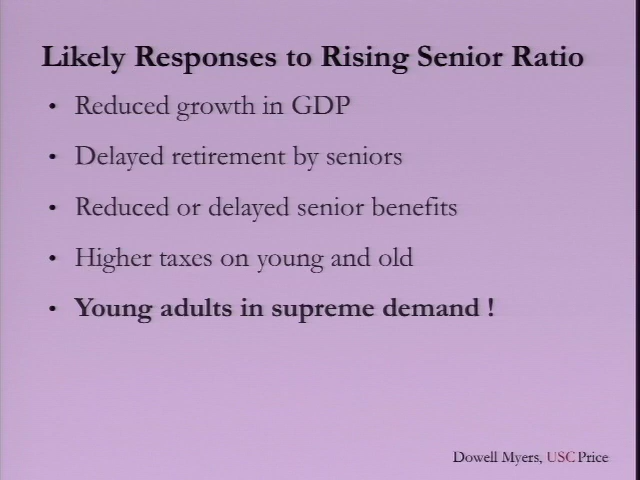 Likely Responses to Rising Senior Ratio
• Reduced growth in GDP
• Delayed retirement by seniors
• Reduced or delayed senior benefits
• Higher taxes on young and old
• Young adults in supreme demand !
Dowell Myers, USC Price